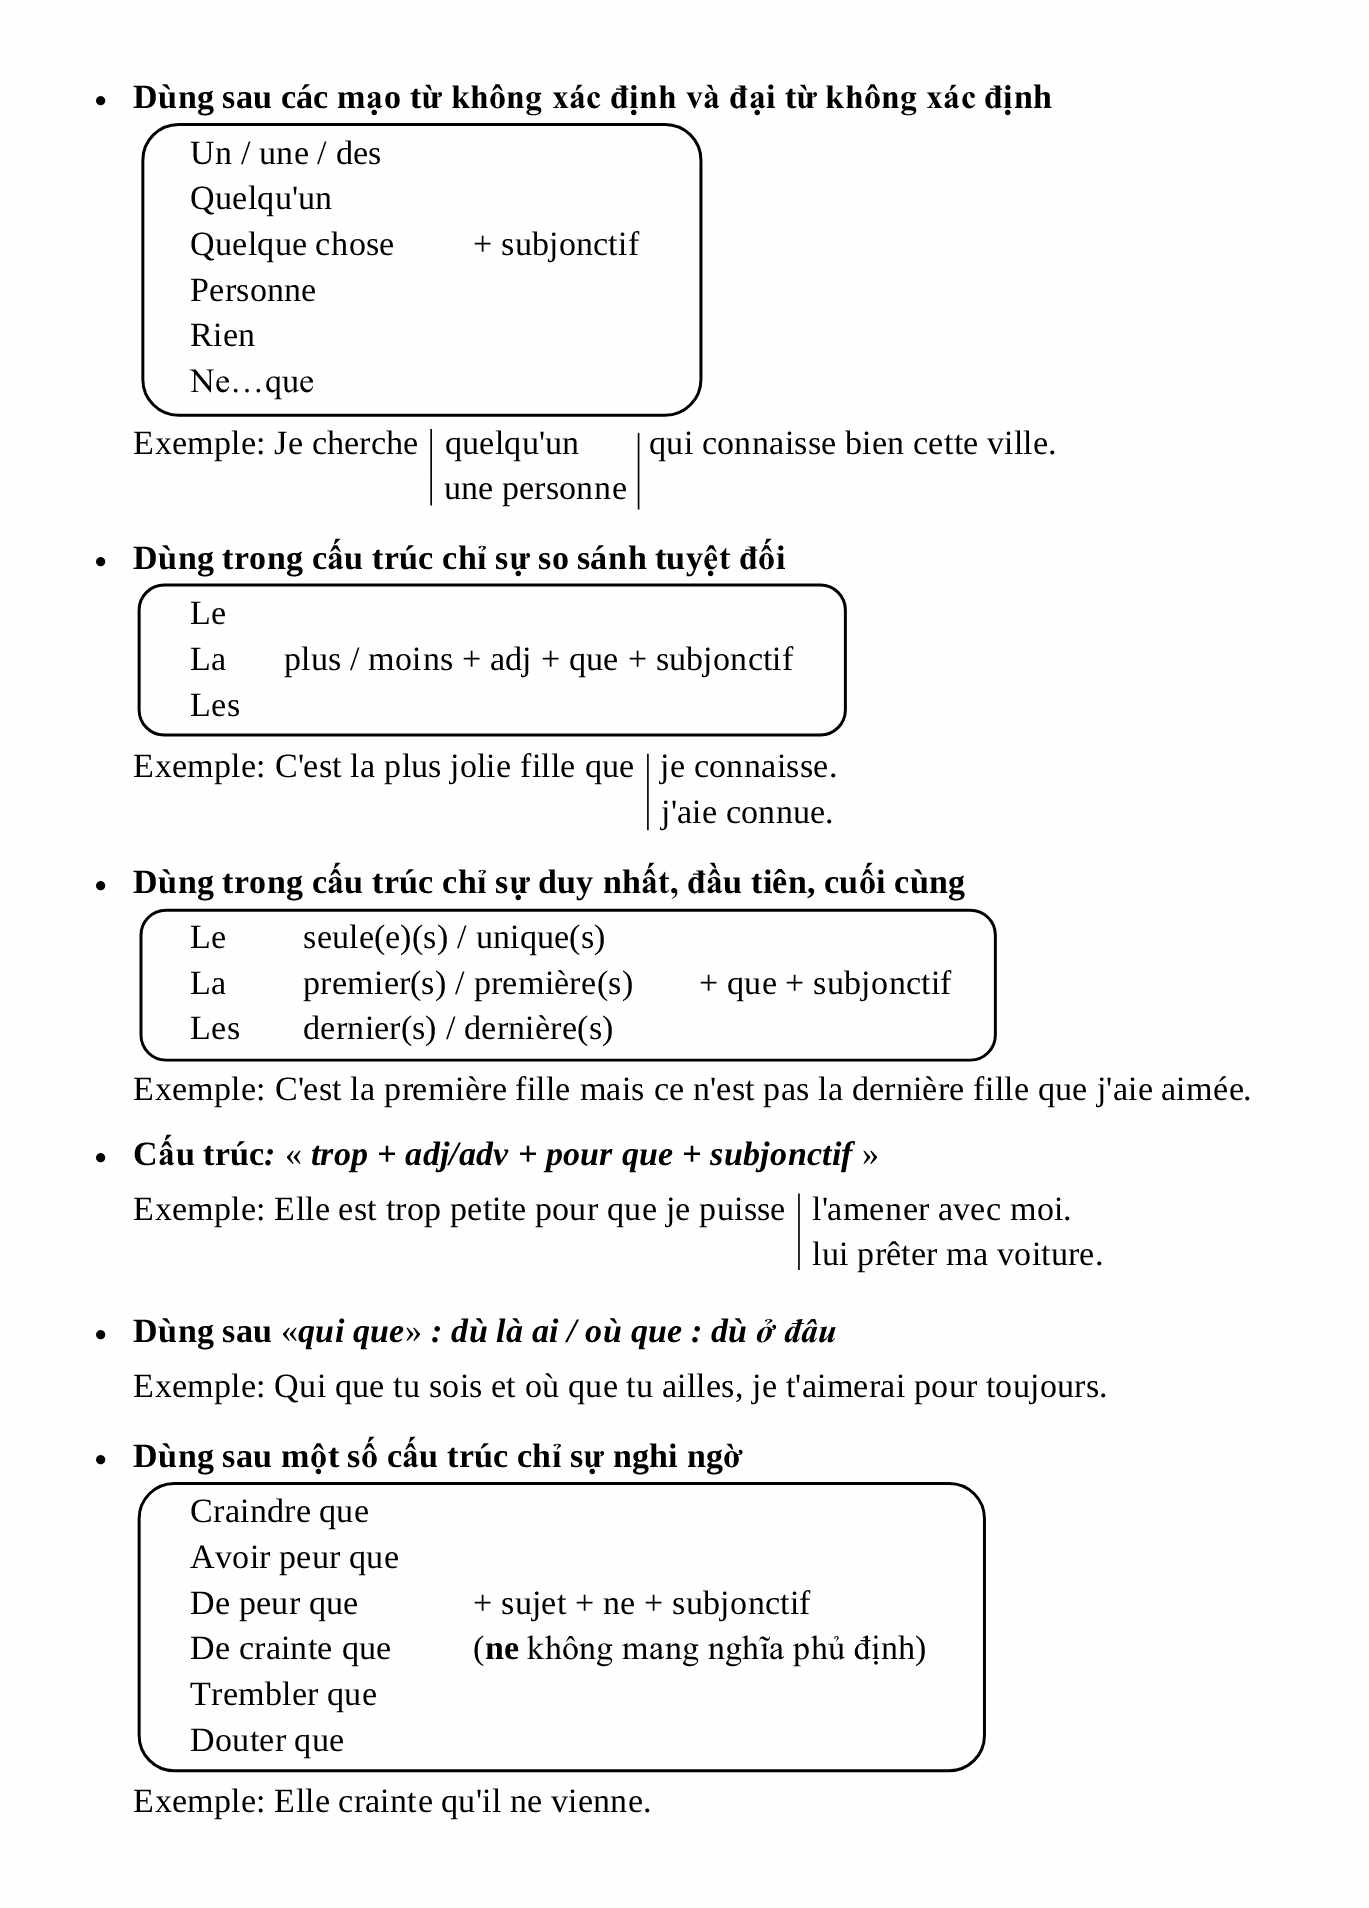 • Dùng sau các mạo từ không xác định và đại từ không xác định
Un / une / des
Quelqu'un
Quelque chose + subjonctif
Personne
Rien
Ne…que
Exemple: Je cherche | quelqu'un | qui connaisse bien cette ville.
une personne
• Dùng trong cấu trúc chỉ sự so sánh tuyệt đối
Le
La plus / moins + adj + que + subjonctif
Les
Exemple: C'est la plus jolie fille que | je connaisse.
j'aie connue.
• Dùng trong cấu trúc chỉ sự duy nhất, đầu tiên, cuối cùng
Le seule(e)(s) / unique(s)
La premier(s) / première(s) + que + subjonctif
Les dernier(s) / dernière(s)
Exemple: C'est la première fille mais ce n'est pas la dernière fille que j'aie aimée.
• Cấu trúc: « trop + adj/adv + pour que + subjonctif »
Exemple: Elle est trop petite pour que je puisse | l'amener avec moi.
lui prêter ma voiture.
• Dùng sau «qui que» : dù là ai / où que : dù ở đâu
Exemple: Qui que tu sois et où que tu ailles, je t'aimerai pour toujours.
• Dùng sau một số cấu trúc chỉ sự nghi ngờ
Craindre que
Avoir peur que
De peur que + sujet + ne + subjonctif
De crainte que (ne không mang nghĩa phủ định)
Trembler que
Douter que
Exemple: Elle crainte qu'il ne vienne.